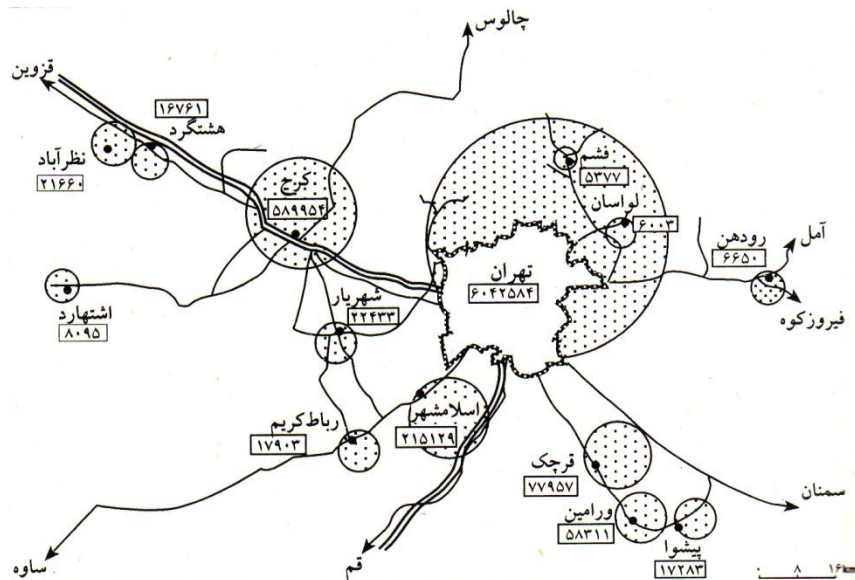 چالوس
قزوین
۱۶۷۶۱
هشتگرد
نظرآباد
۲۱۶۶۰
کرج
۵۸۹۹۵۴
فشم
۵۳۷۷
لواسان
۶۰۰۳
رودهن
۶۶۵۰
آمل
فیروزکوه
تهران
۶۰۴۲۵۸۴
اشتهارد
۸۰۹۵
شهریار
۲۲۴۳۳
اسلامشهر
۲۱۵۱۲۹
رباط‌کریم
۱۷۹۰۳
قرچک
۷۷۹۵۷
ورامین
۵۸۳۱۱
پیشوا
۱۷۲۸۳
سمنان
ساوه
قم
۸ ۱۶km